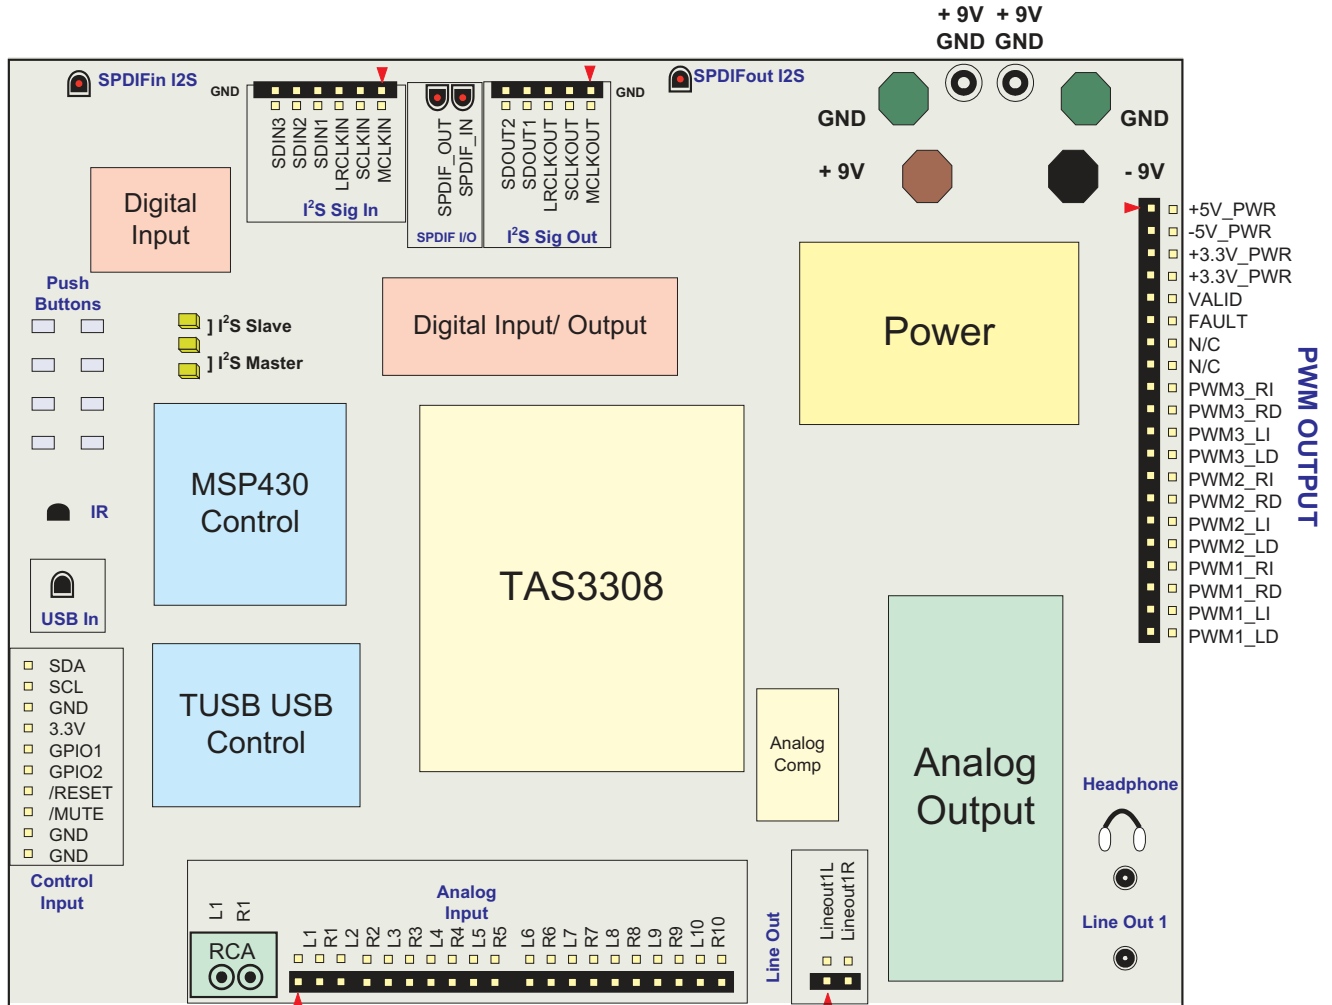 + 9V + 9V
GND GND
SPDIFin I2S
GND
SDIN3
SDIN2
SDIN1
LRCLKIN
SCLKIN
MCLKIN
I²S Sig In
SPDIF_OUT
SPDIF_IN
SPDIF I/O
SDOUT2
SDOUT1
LRCLKOUT
SCLKOUT
MCLKOUT
I²S Sig Out
GND
SPDIFout I2S
GND
GND
+ 9V
- 9V
Digital
Input
Push
Buttons
] I²S Slave
] I²S Master
Digital Input/ Output
Power
+5V_PWR
-5V_PWR
+3.3V_PWR
+3.3V_PWR
VALID
FAULT
N/C
N/C
PWM3_RI
PWM3_RD
PWM3_LI
PWM3_LD
PWM2_RI
PWM2_RD
PWM2_LI
PWM2_LD
PWM1_RI
PWM1_RD
PWM1_LI
PWM1_LD
PWM OUTPUT
MSP430
Control
TAS3308
IR
USB In
TUSB USB
Control
SDA
SCL
GND
3.3V
GPIO1
GPIO2
/RESET
/MUTE
GND
GND
Control
Input
Analog
Comp
Analog
Output
Headphone
Line Out 1
L1
R1
RCA
Analog
Input
L1
R1
L2
R2
L3
R3
L4
R4
L5
R5
L6
R6
L7
R7
L8
R8
L9
R9
L10
R10
Line Out
Lineout1L
Lineout1R